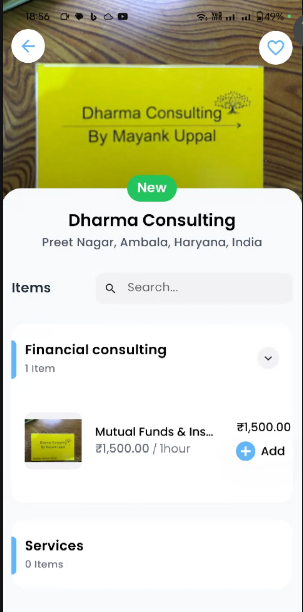 18:56
49%
Dharma Consulting
By Mayank Uppal
New
Dharma Consulting
Preet Nagar, Ambala, Haryana, India
Items
Search...
Financial consulting
1 Item
Mutual Funds & Ins...
₹1,500.00
₹1,500.00 / 1hour
Add
Services
0 Items